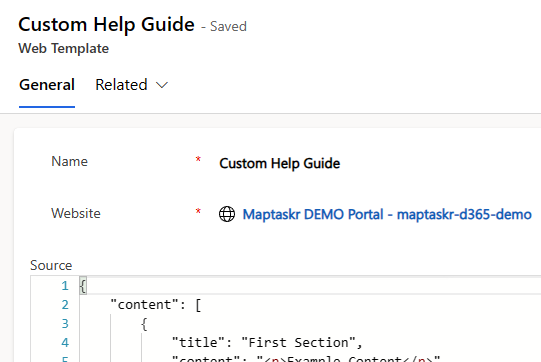 Custom Help Guide - Saved
Web Template
General Related
Name * Custom Help Guide
Website * Maptaskr DEMO Portal - maptaskr-d365-demo
Source
1 {
2 "content": [
3 {
4 "title": "First Section",
5 "content": "<p>Example Content</p>"